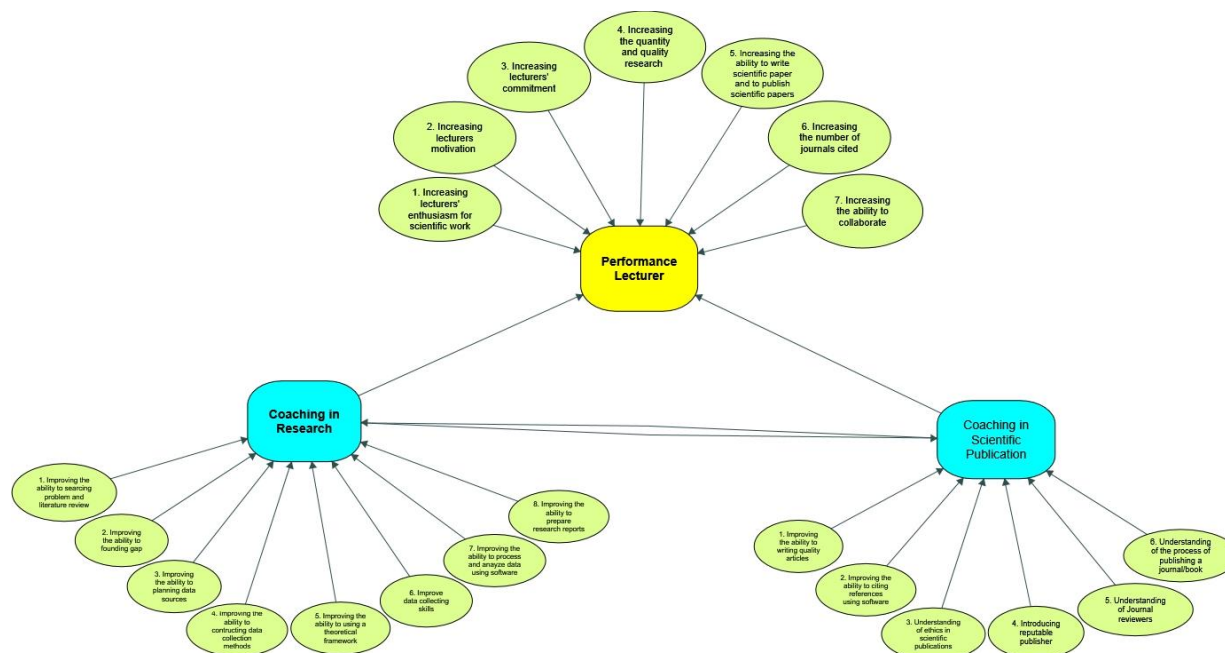 4. Increasing
the quantity
and quality
research
3. Increasing
lecturers'
commitment
5. Increasing the
ability to write
scientific paper
and to publish
scientific papers
2. Increasing
lecturers
motivation
6. Increasing
the number of
journals cited
1. Increasing
lecturers'
enthusiasm for
scientific work
7. Increasing
the ability to
collaborate
Performance
Lecturer
Coaching in
Research
Coaching in
Scientific
Publication
1. Improving the
ability to searcing
problem and
literature review
2. Improving
the ability to
founding gap
3. Improving
the ability to
planning data
sources
4. Improving the
ability to
contructing data
collection
methods
5. Improving the
ability to using a
theoretical
framework
6. Improve
data collecting
skills
7. Improving the
ability to process
and anayze data
using software
8. Improving the
ability to
prepare
research reports
1. Improving
the ability to
writing quality
articles
2. Improving the
ability to citing
references
using software
3. Understanding
of ethics in
scientific
publications
4. Introducing
reputable
publisher
5. Understanding
of Journal
reviewers
6. Understanding
of the process of
publishing a
journal/book